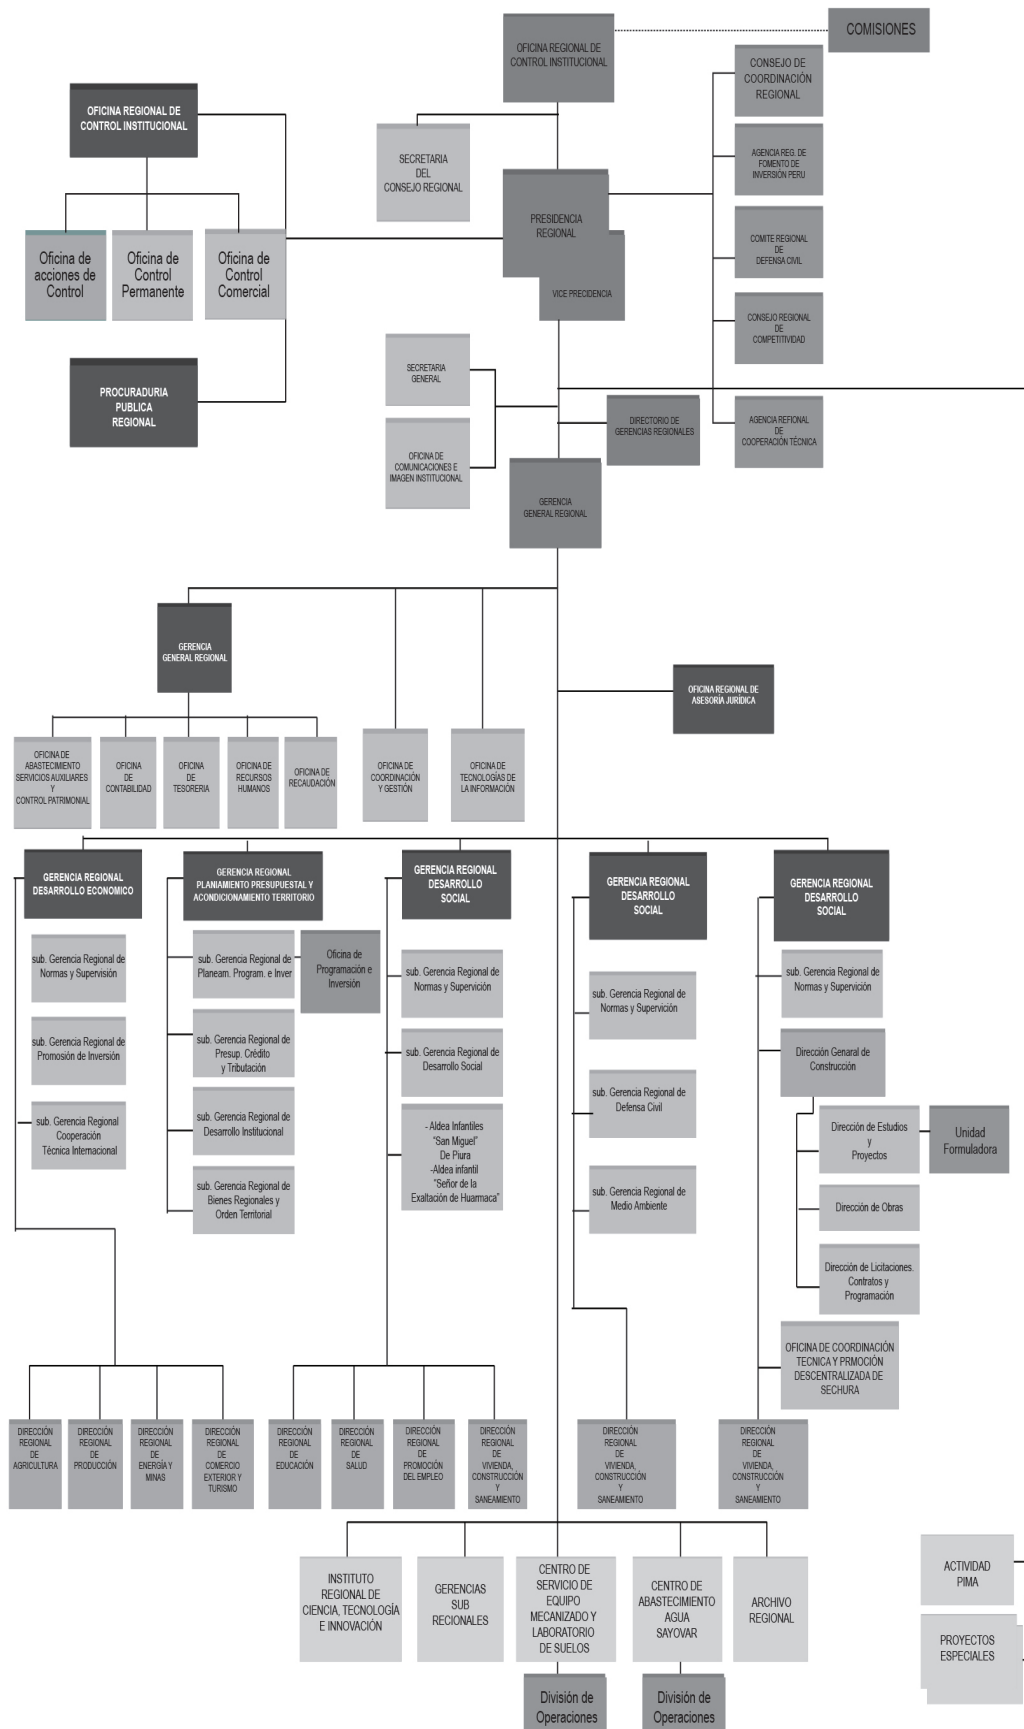 OFICINA REGIONAL DE
CONTROL INSTITUCIONAL
COMISIONES
CONSEJO DE
COORDINACIÓN
REGIONAL
OFICINA REGIONAL DE
CONTROL INSTITUCIONAL
SECRETARIA
DEL
CONSEJO REGIONAL
AGENCIA REG. DE
FOMENTO DE
INVERSIÓN PERU
PRESIDENCIA
REGIONAL
VICE PRECIDENCIA
COMITE REGIONAL
DE
DEFENSA CIVIL
CONSEJO REGIONAL
DE
COMPETITIVIDAD
Oficina de
acciones de
Control
Oficina de
Control
Permanente
Oficina de
Control
Comercial
PROCURADURIA
PUBLICA
REGIONAL
SECRETARIA
GENERAL
OFICINA DE
COMUNICACIONES E
IMAGEN INSTITUCIONAL
DIRECTORIO DE
GERENCIAS REGIONALES
AGENCIA REFIONAL
DE
COOPERACIÓN TÉCNICA
GERENCIA
GENERAL REGIONAL
GERENCIA
GENERAL REGIONAL
OFICINA REGIONAL DE
ASESORÍA JURÍDICA
OFICINA DE
ABASTECIMIENTO
SERVICIOS AUXILIARES
Y
CONTROL PATRIMONIAL
OFICINA
DE
CONTABILIDAD
OFICINA
DE
TESORERIA
OFICINA DE
RECURSOS
HUMANOS
OFICINA DE
RECAUDACIÓN
OFICINA DE
COORDINACIÓN
Y GESTIÓN
OFICINA DE
TECNOLOGÍAS DE
LA INFORMACIÓN
GERENCIA REGIONAL
DESARROLLO ECONOMICO
GERENCIA REGIONAL
PLANIAMIENTO PRESUPUESTAL Y
ACONDICIONAMIENTO TERRITORIO
GERENCIA REGIONAL
DESARROLLO
SOCIAL
GERENCIA REGIONAL
DESARROLLO
SOCIAL
GERENCIA REGIONAL
DESARROLLO
SOCIAL
sub. Gerencia Regional de
Normas y Supervisión
sub. Gerencia Regional de
Promosión de Inversión
sub. Gerencia Regional
Cooperación
Técnica Internacional
sub. Gerencia Regional de
Planeam. Program. e Inver
Oficina de
Programación e
Inversión
sub. Gerencia Regional de
Presup. Crédito
y Tributación
sub. Gerencia Regional de
Desarrollo Institucional
sub. Gerencia Regional de
Bienes Regionales y
Orden Territorial
sub. Gerencia Regional de
Normas y Supervición
sub. Gerencia Regional de
Desarrollo Social
- Aldea Infantiles
"San Miguel"
De Piura
-Aldea infantil
"Señor de la
Exaltación de Huarmaca"
sub. Gerencia Regional de
Normas y Supervición
sub. Gerencia Regional de
Defensa Civil
sub. Gerencia Regional de
Medio Ambiente
sub. Gerencia Regional de
Normas y Supervición
Dirección Genaral de
Construcción
Dirección de Estudios
y
Proyectos
Unidad
Formuladora
Dirección de Obras
Dirección de Licitaciones.
Contratos y
Programación
OFICINA DE COORDINACIÓN
TECNICA Y PRMOCIÓN
DESCENTRALIZADA DE
SECHURA
DIRECCIÓN
REGIONAL
DE
AGRICULTURA
DIRECCIÓN
REGIONAL
DE
PRODUCCIÓN
DIRECCIÓN
REGIONAL
DE
ENERGÍA Y
MINAS
DIRECCIÓN
REGIONAL
DE
COMERCIO
EXTERIOR Y
TURISMO
DIRECCIÓN
REGIONAL
DE
EDUCACIÓN
DIRECCIÓN
REGIONAL
DE
SALUD
DIRECCIÓN
REGIONAL
DE
PROMOCIÓN
DEL EMPLEO
DIRECCIÓN
REGIONAL
DE
VIVIENDA,
CONSTRUCCIÓN
Y
SANEAMIENTO
DIRECCIÓN
REGIONAL
DE
VIVIENDA,
CONSTRUCCIÓN
Y
SANEAMIENTO
DIRECCIÓN
REGIONAL
DE
VIVIENDA,
CONSTRUCCIÓN
Y
SANEAMIENTO
INSTITUTO
REGIONAL DE
CIENCIA, TECNOLOGÍA
E INNOVACIÓN
GERENCIAS
SUB
RECIONALES
CENTRO DE
SERVICIO DE
EQUIPO
MECANIZADO Y
LABORATORIO
DE SUELOS
CENTRO DE
ABASTECIMIENTO
AGUA
SAYOVAR
ARCHIVO
REGIONAL
ACTIVIDAD
PIMA
PROYECTOS
ESPECIALES
División de
Operaciones
División de
Operaciones